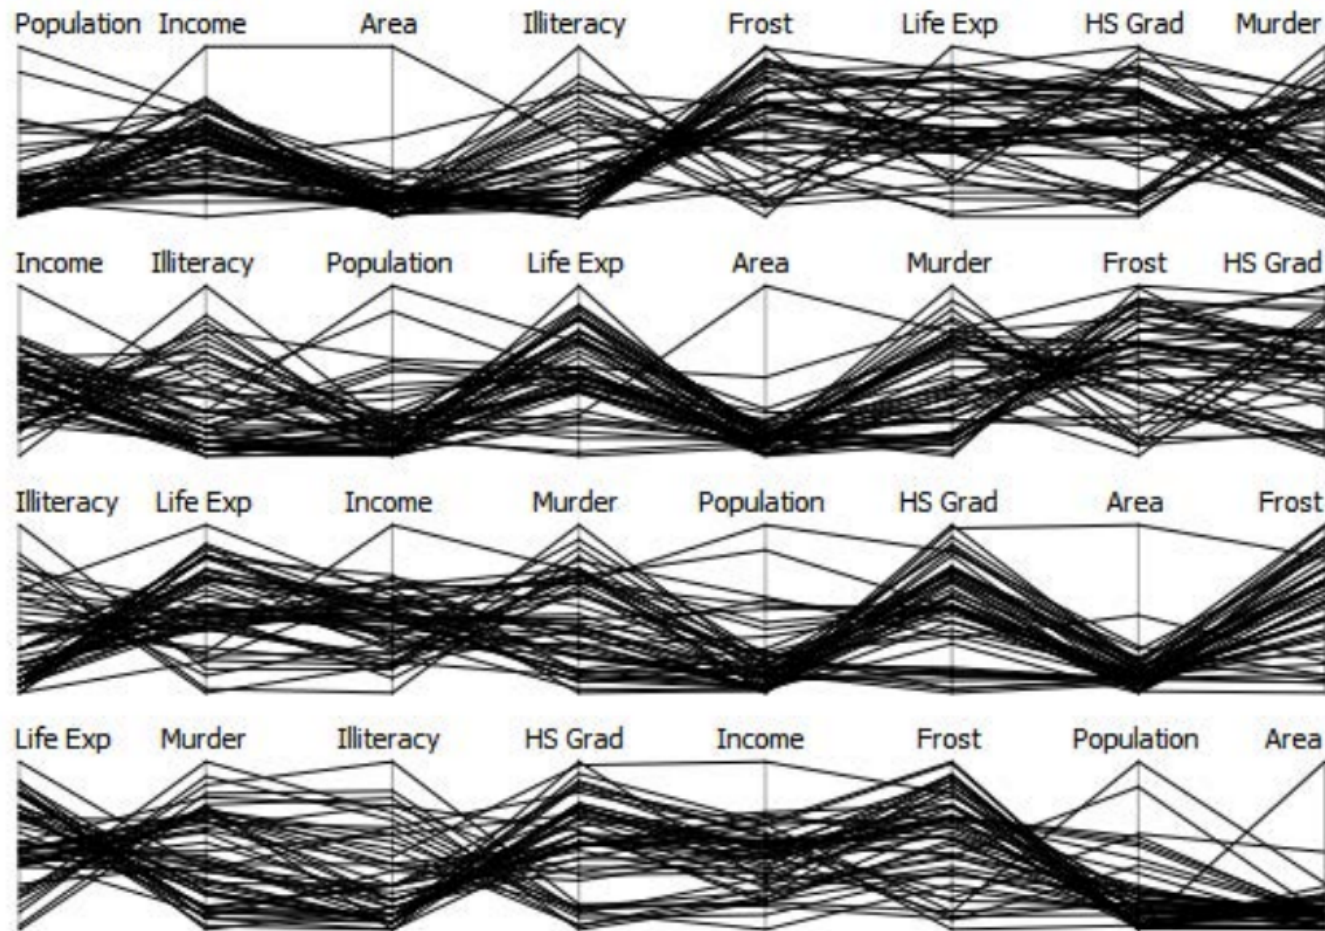 Population Income Area Illiteracy Frost Life Exp HS Grad Murder
Income Illiteracy Population Life Exp Area Murder Frost HS Grad
Illiteracy Life Exp Income Murder Population HS Grad Area Frost
Life Exp Murder Illiteracy HS Grad Income Frost Population Area